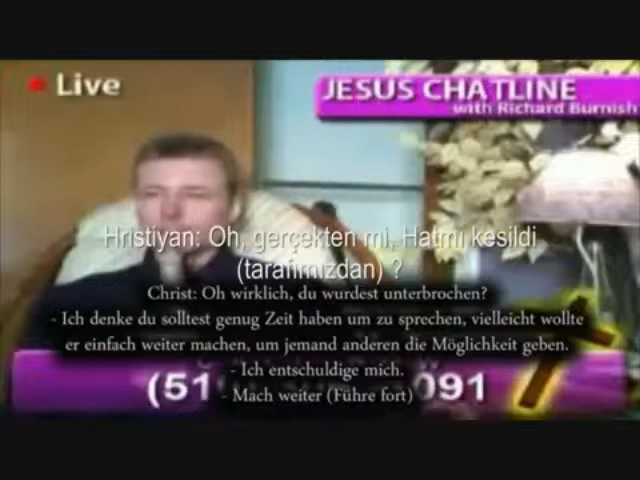 Live
JESUS CHATLINE
with Richard Burnish
Hristiyan: Oh, gerçekten mi, Hatmı kesildi
(tarafımızdan) ?
Christ: Oh wirklich, du wurdest unterbrochen?
- Ich denke du solltest genug Zeit haben um zu sprechen, vielleicht wollte
er einfach weiter machen, um jemand anderen die Möglichkeit geben.
- Ich entschuldige mich.
- Mach weiter (Führe fort)
(51 091